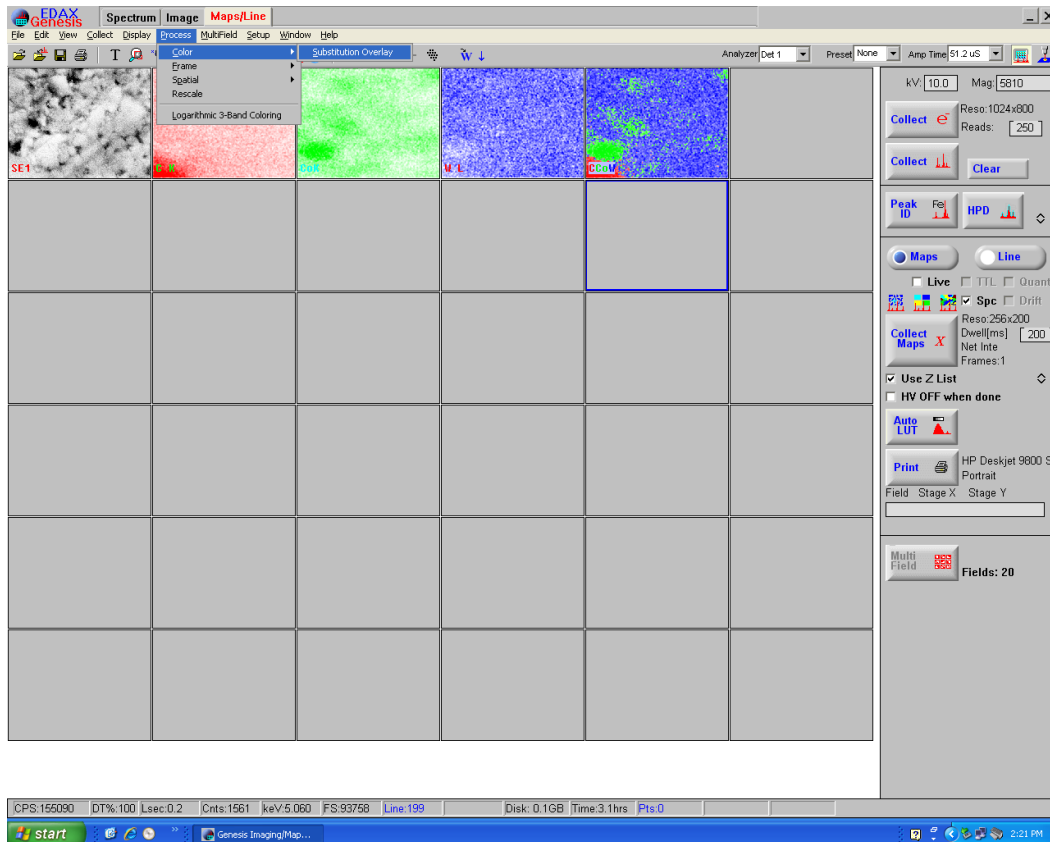 EDAX
Genesis
Spectrum Image Maps/Line
File Edit View Collect Display Process MultiField Setup Window Help
T W Analyzer Det 1 Preset None Amp Time 51.2 uS
Color Substitution Overlay
Frame
Spatial
Rescale
Logarithmic 3-Band Coloring
SE1 C K CoK W L CCoW
kV: 10.0 Mag: 5810
Collect e⁻ Reso:1024x800
Reads: 250
Collect Clear
Peak ID Fe HPD
Maps Line
Live TTL Quant
Spc Drift
Reso:256x200
Collect Maps X Dwell[ms] 200
Net Inte
Frames:1
Use Z List
HV OFF when done
Auto LUT
Print HP Deskjet 9800 S
Portrait
Field Stage X Stage Y
Multi Field Fields: 20
CPS:155090 DT%:100 Lsec:0.2 Cnts:1561 keV:5.060 FS:93758 Line:199 Disk: 0.1GB Time:3.1hrs Pts:0
start Genesis Imaging/Map... 2:21 PM